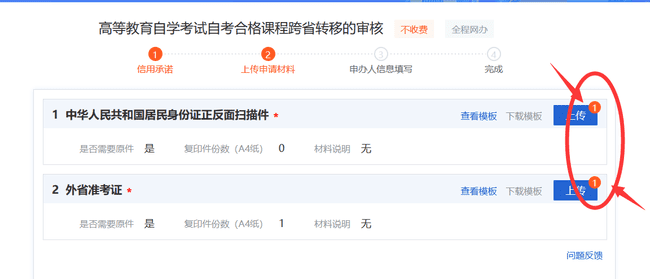 高等教育自学考试自考合格课程跨省转移的审核 不收费 全程网办
1 2 3 4
信用承诺 上传申请材料 申办人信息填写 完成
1 中华人民共和国居民身份证正反面扫描件 * 查看模板 下载模板 上传 1
是否需要原件 是 复印件份数（A4纸） 0 材料说明 无
2 外省准考证 * 查看模板 下载模板 上传 1
是否需要原件 是 复印件份数（A4纸） 1 材料说明 无
问题反馈